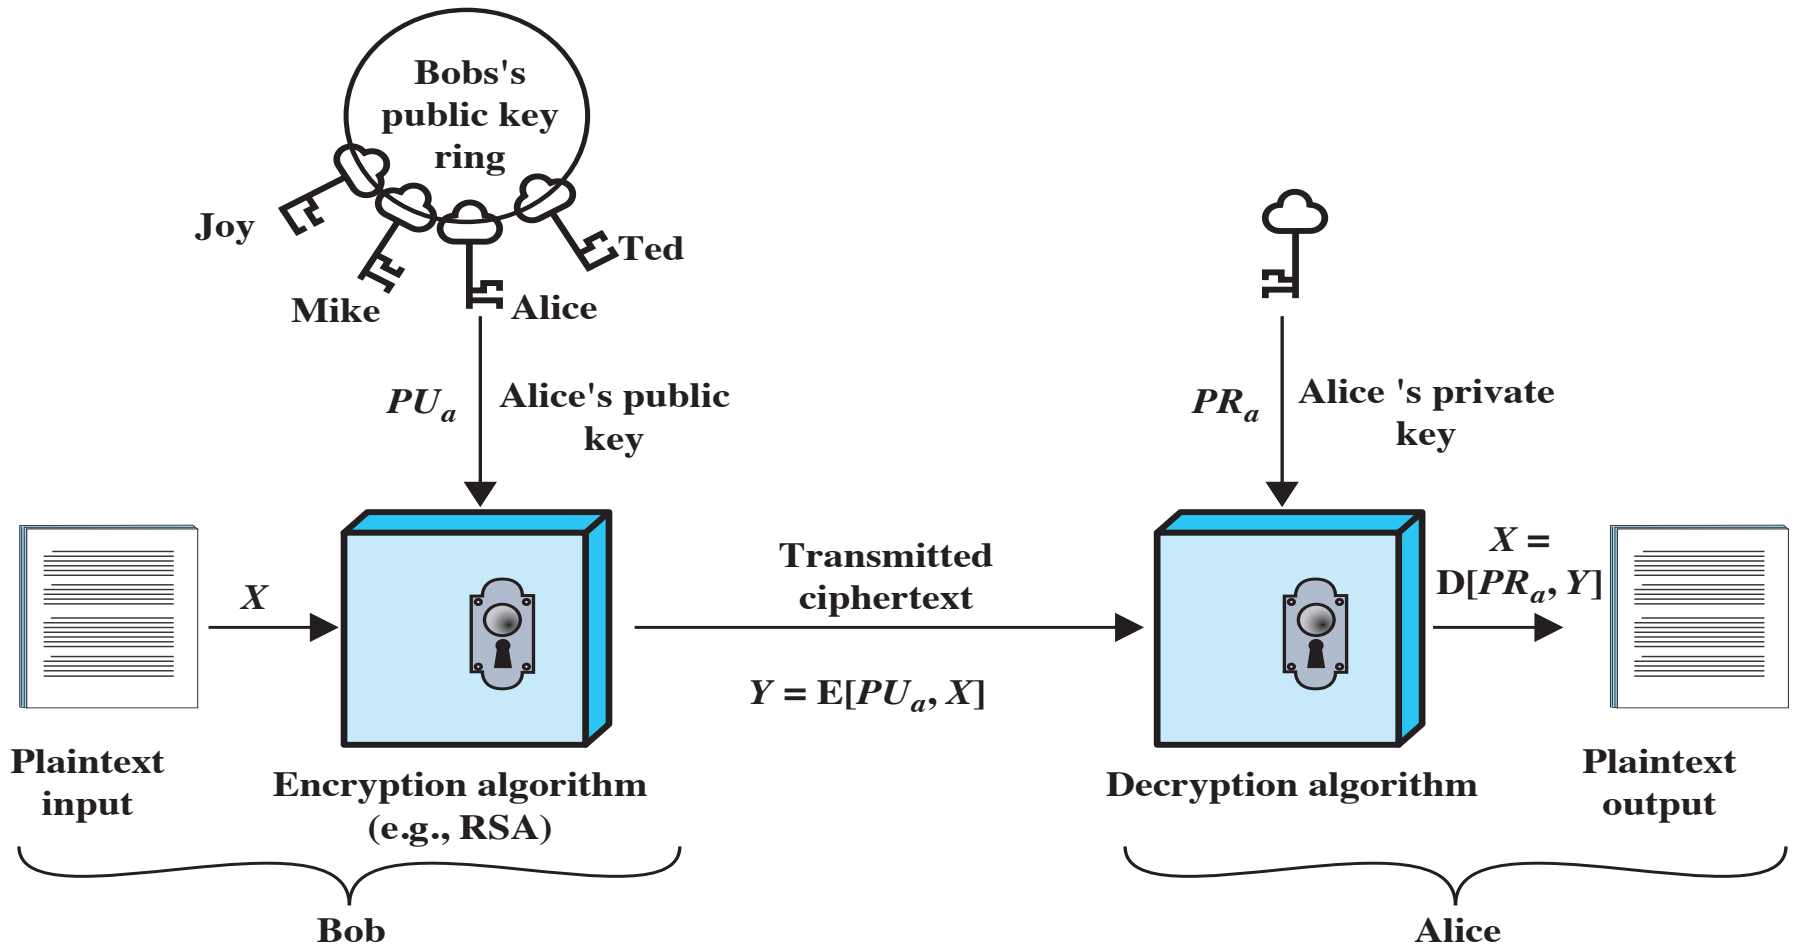 Bobs's
public key
ring
Joy
Mike
Alice
Ted
PUa
Alice's public
key
PRa
Alice 's private
key
X
Transmitted
ciphertext
Y = E[PUa, X]
X =
D[PRa, Y]
Plaintext
input
Encryption algorithm
(e.g., RSA)
Decryption algorithm
Plaintext
output
Bob
Alice